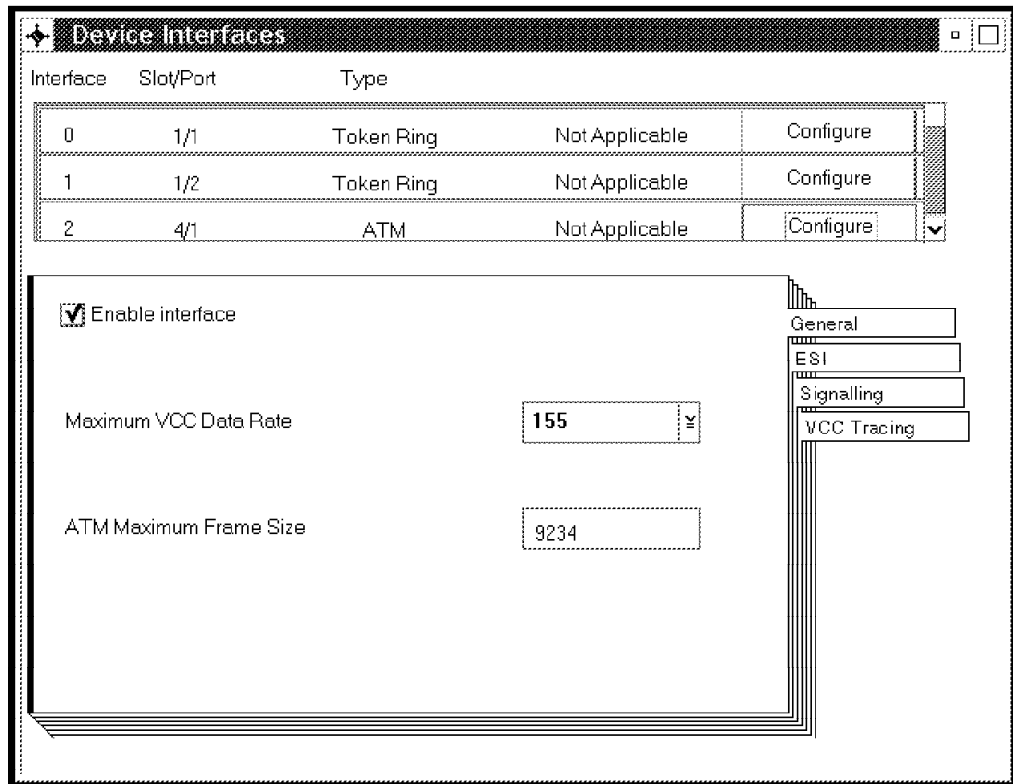 Device Interfaces
Interface Slot/Port Type
0 1/1 Token Ring Not Applicable Configure
1 1/2 Token Ring Not Applicable Configure
2 4/1 ATM Not Applicable Configure
Enable interface
General
ESI
Signalling
VCC Tracing
Maximum VCC Data Rate 155
ATM Maximum Frame Size 9234